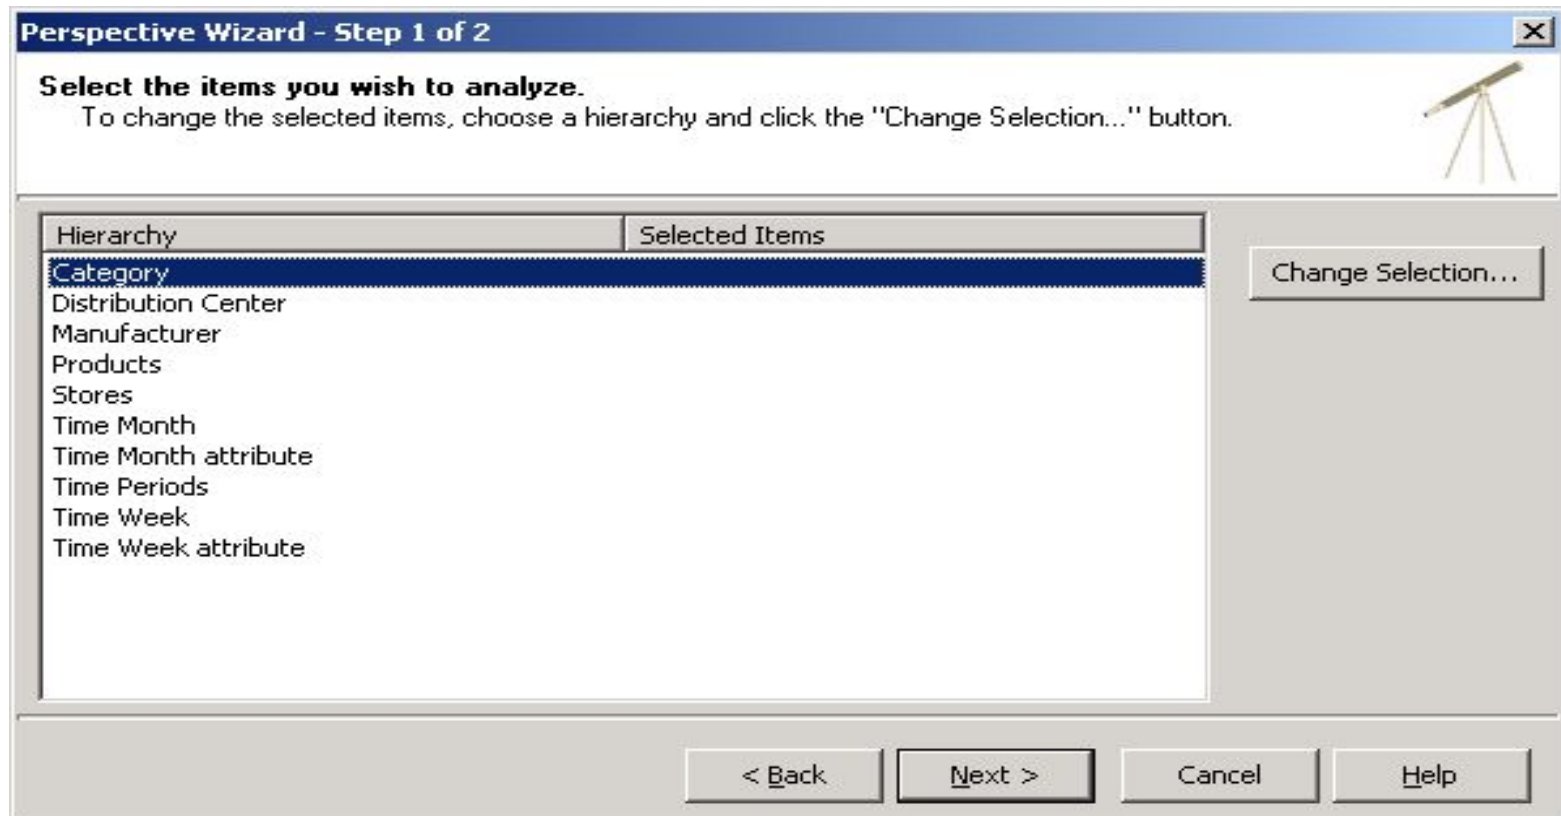 Perspective Wizard - Step 1 of 2
Select the items you wish to analyze.
To change the selected items, choose a hierarchy and click the "Change Selection..." button.
Hierarchy Selected Items
Category
Distribution Center
Manufacturer
Products
Stores
Time Month
Time Month attribute
Time Periods
Time Week
Time Week attribute
Change Selection...
< Back Next > Cancel Help